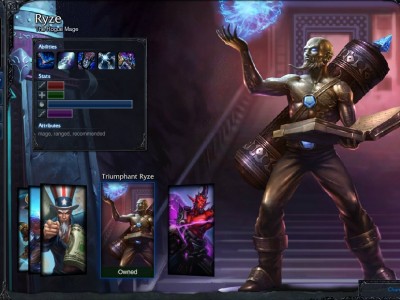 Ryze
The Rogue Mage
Abilities
Stats
Attributes
mage, ranged, recommended
Triumphant Ryze
Owned